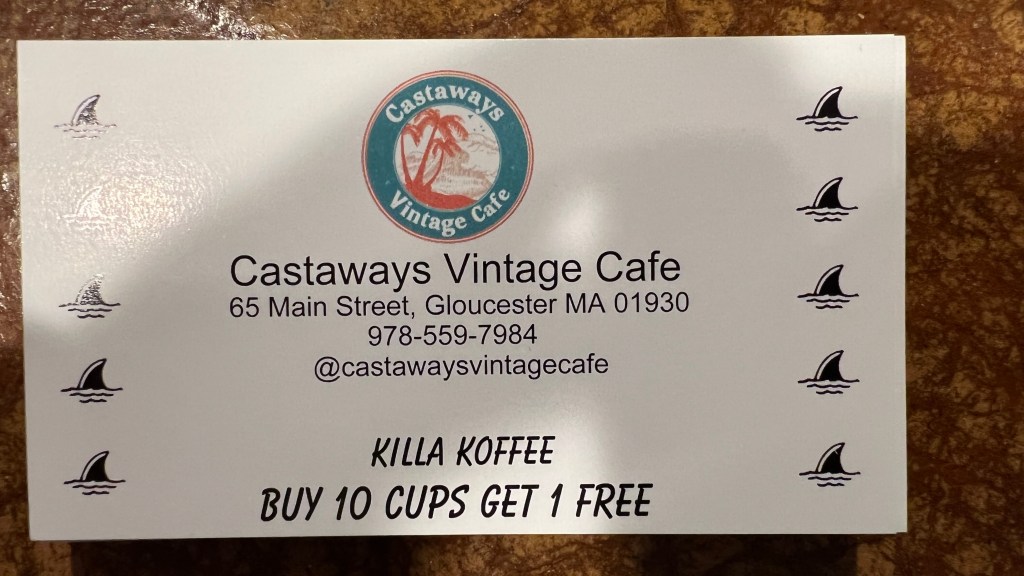 Castaways
Vintage Cafe
Castaways Vintage Cafe
65 Main Street, Gloucester MA 01930
978-559-7984
@castawaysvintagecafe
KILLA KOFFEE
BUY 10 CUPS GET 1 FREE